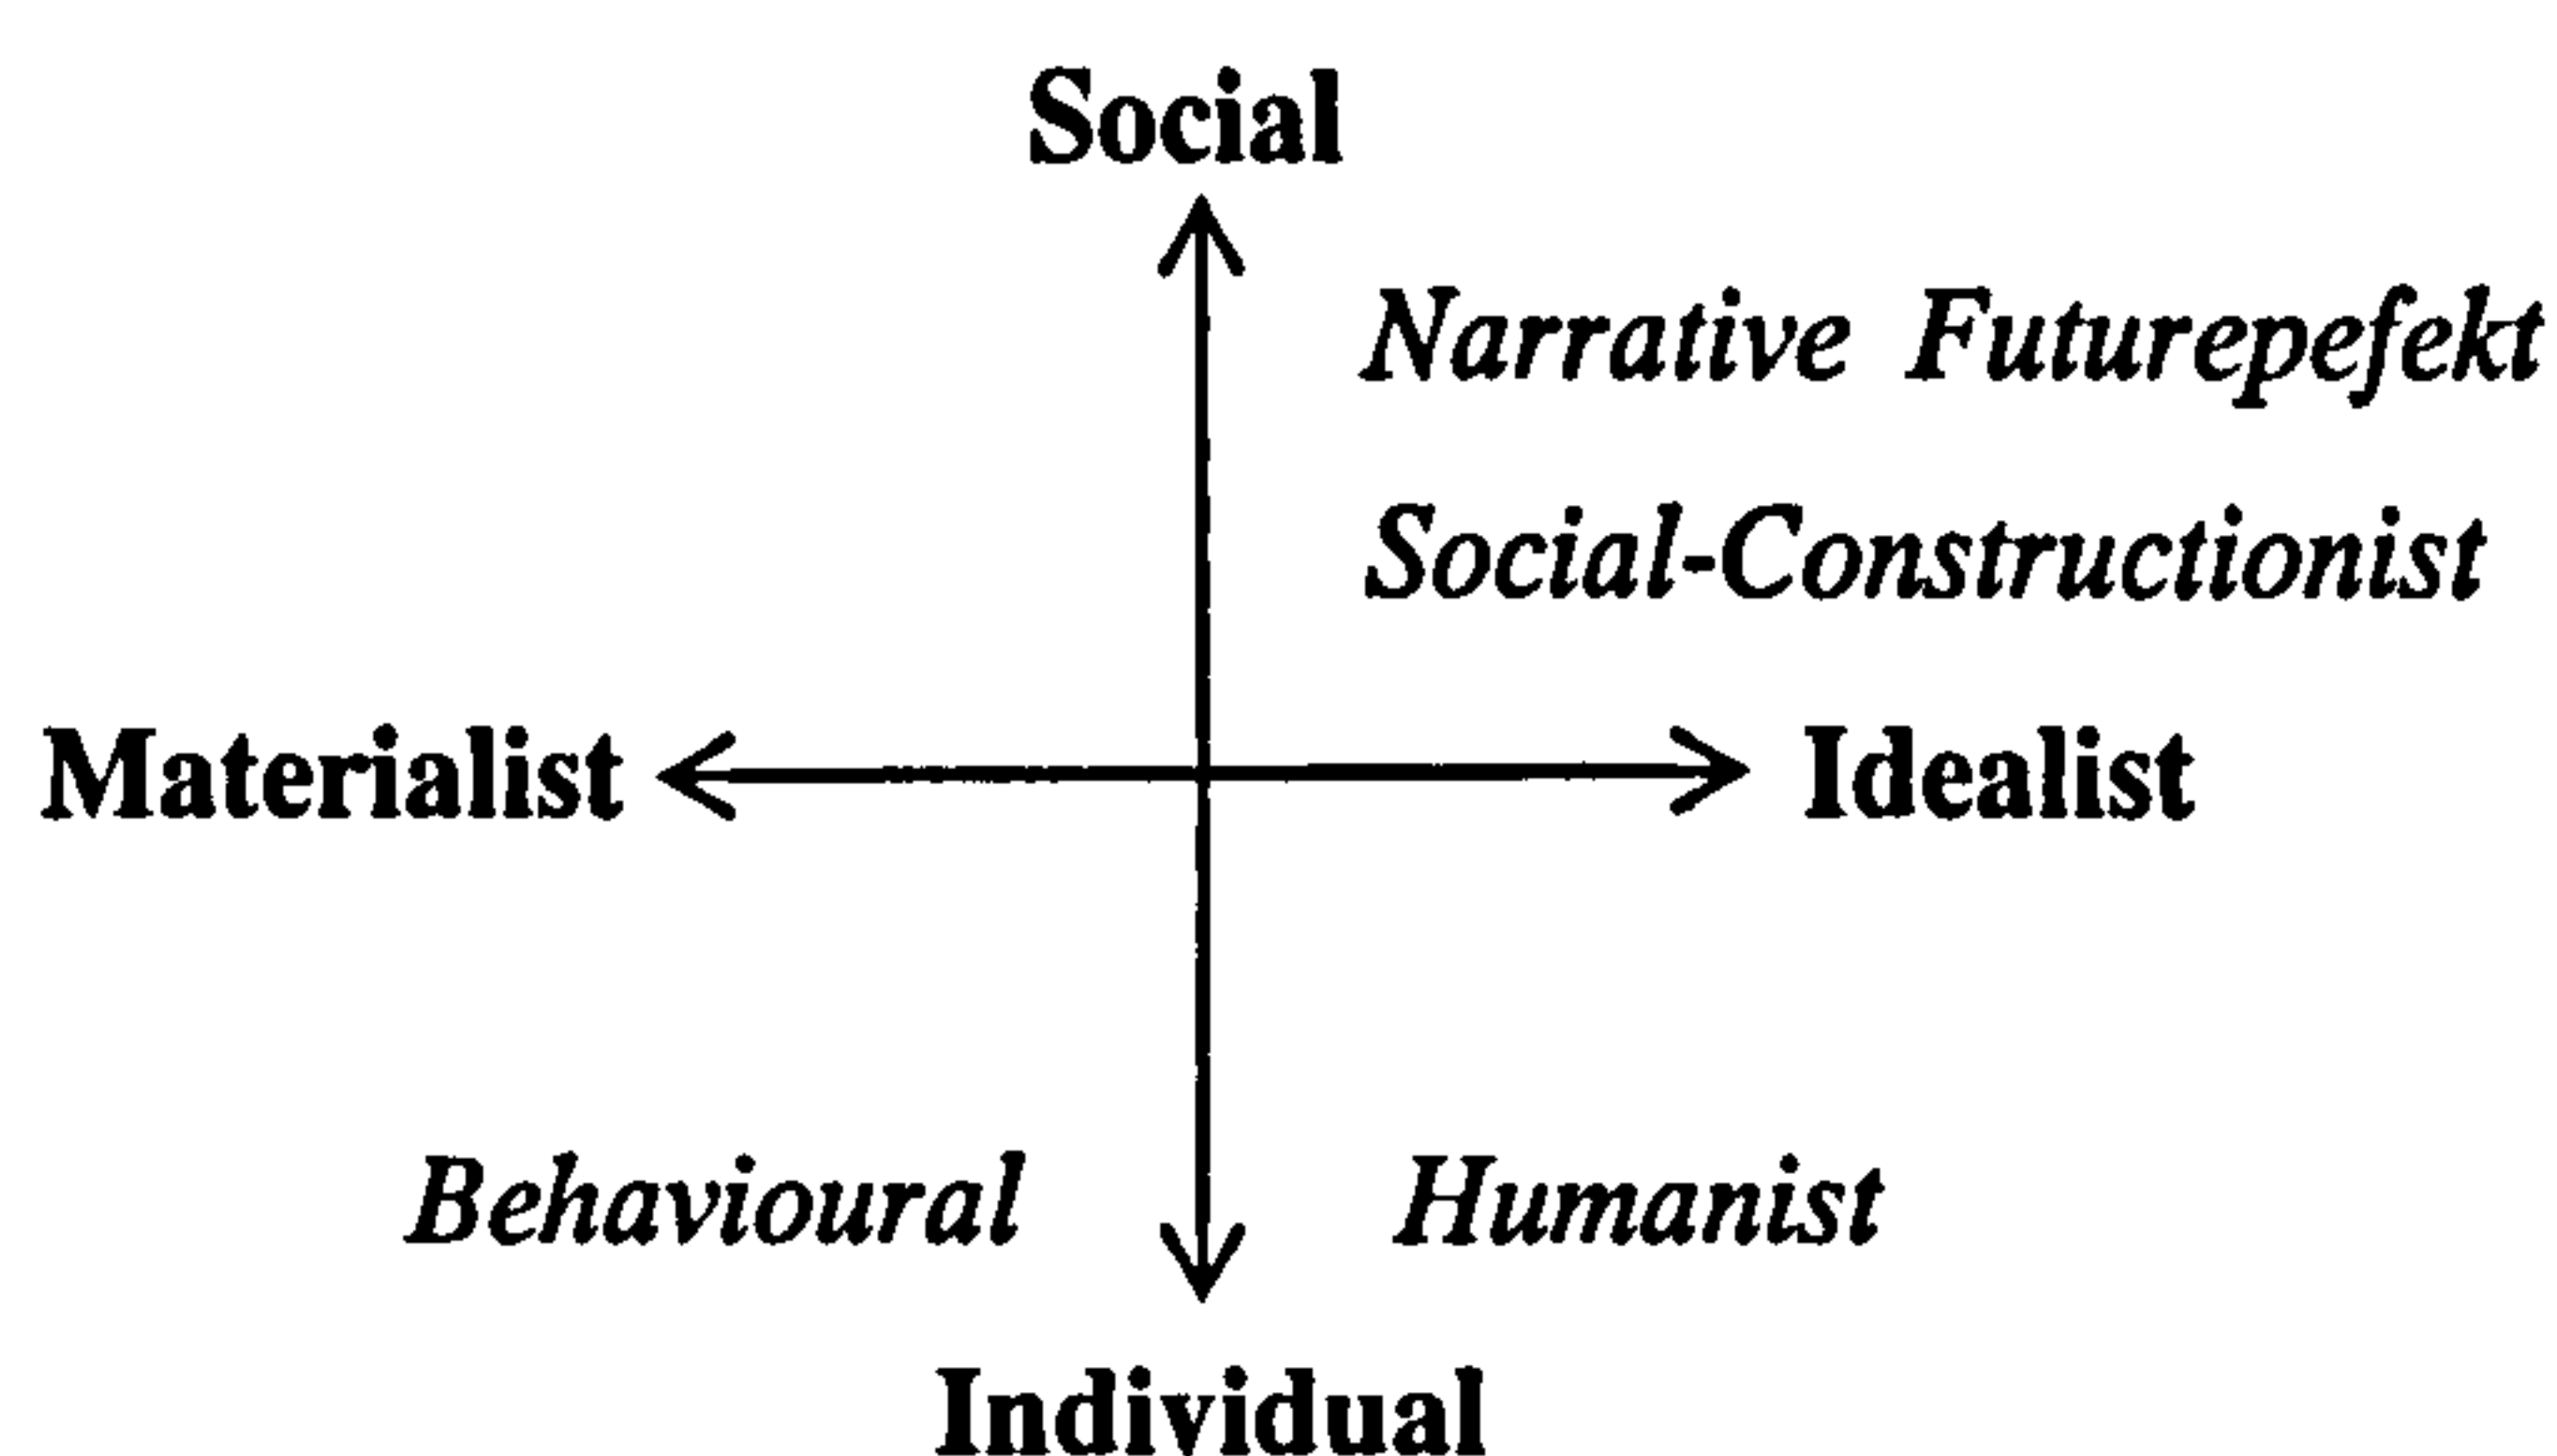 Social
Narrative Futurepefekt
Social-Constructionist
Materialist
Idealist
Behavioural
Humanist
Individual